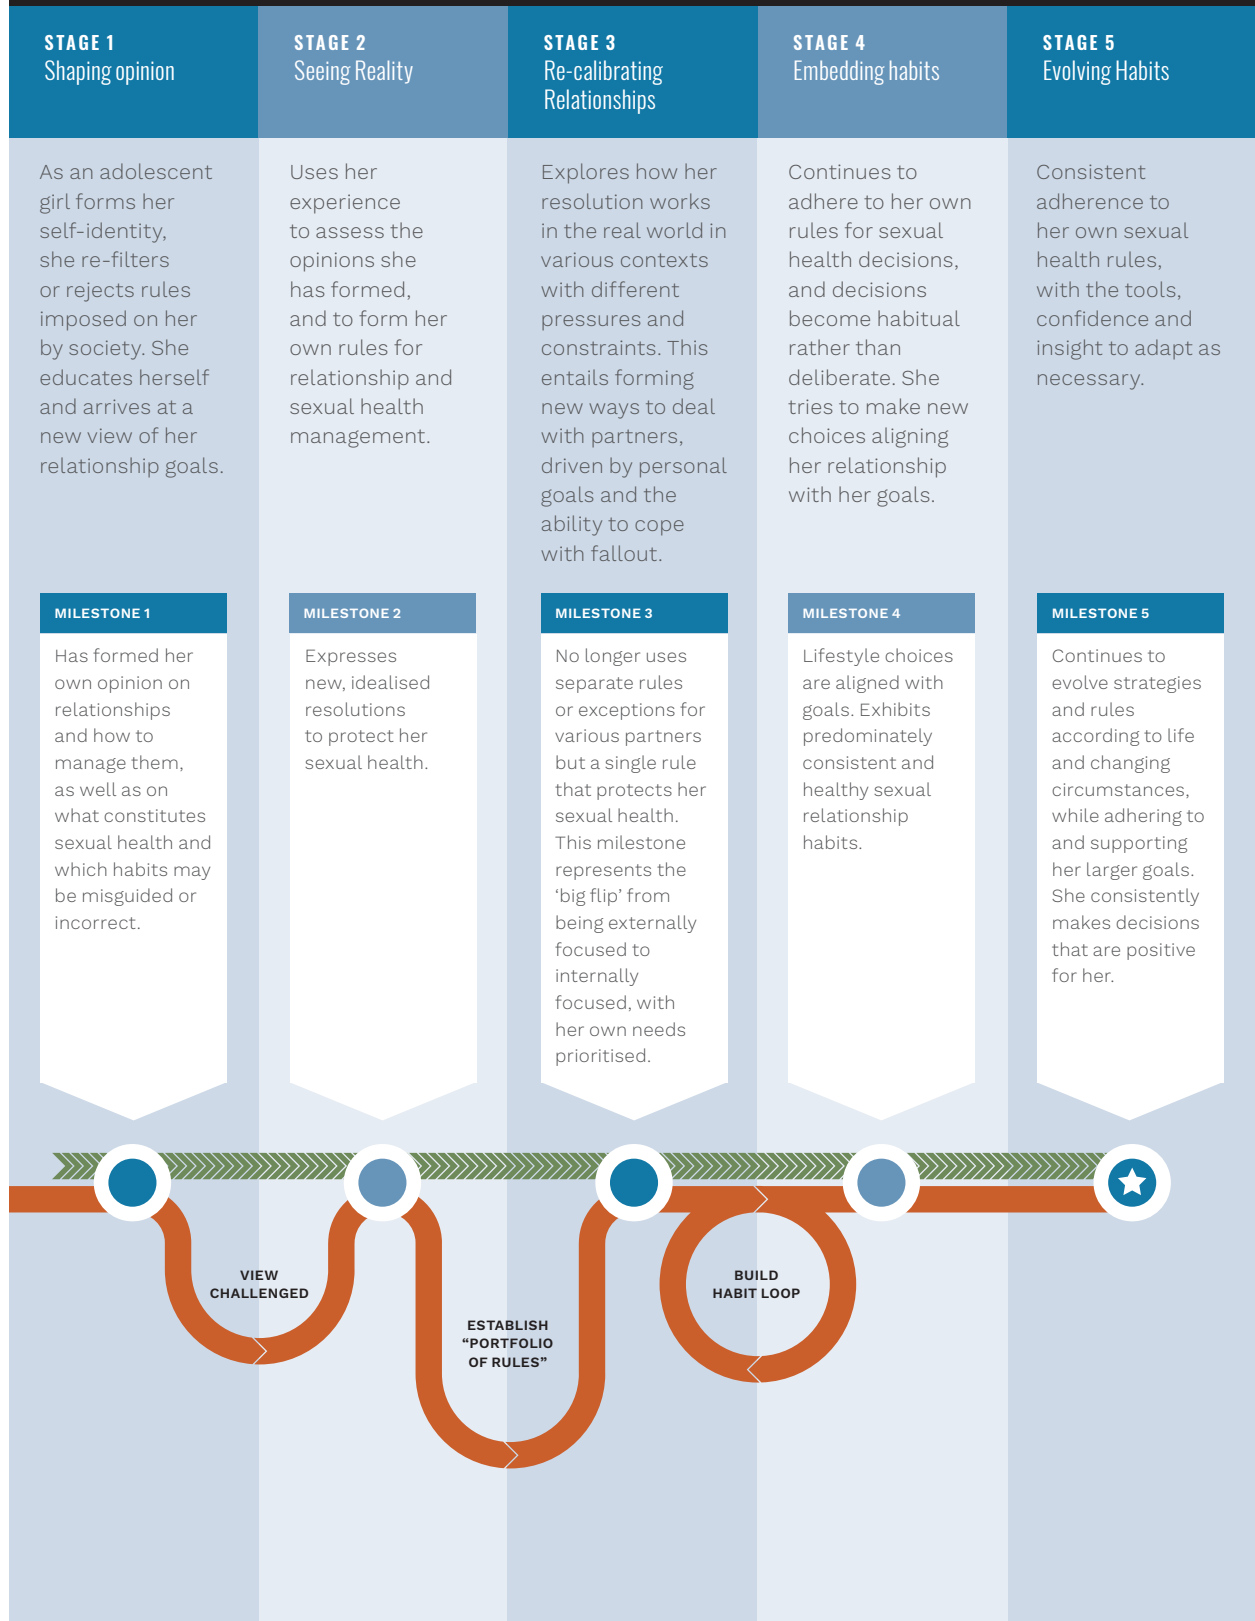 STAGE 1
Shaping opinion
STAGE 2
Seeing Reality
STAGE 3
Re-calibrating
Relationships
STAGE 4
Embedding habits
STAGE 5
Evolving Habits
As an adolescent
girl forms her
self-identity,
she re-filters
or rejects rules
imposed on her
by society. She
educates herself
and arrives at a
new view of her
relationship goals.
Uses her
experience
to assess the
opinions she
has formed,
and to form her
own rules for
relationship and
sexual health
management.
Explores how her
resolution works
in the real world in
various contexts
with different
pressures and
constraints. This
entails forming
new ways to deal
with partners,
driven by personal
goals and the
ability to cope
with fallout.
Continues to
adhere to her own
rules for sexual
health decisions,
and decisions
become habitual
rather than
deliberate. She
tries to make new
choices aligning
her relationship
with her goals.
Consistent
adherence to
her own sexual
health rules,
with the tools,
confidence and
insight to adapt as
necessary.
MILESTONE 1
Has formed her
own opinion on
relationships
and how to
manage them,
as well as on
what constitutes
sexual health and
which habits may
be misguided or
incorrect.
MILESTONE 2
Expresses
new, idealised
resolutions
to protect her
sexual health.
MILESTONE 3
No longer uses
separate rules
or exceptions for
various partners
but a single rule
that protects her
sexual health.
This milestone
represents the
‘big flip’ from
being externally
focused to
internally
focused, with
her own needs
prioritised.
MILESTONE 4
Lifestyle choices
are aligned with
goals. Exhibits
predominately
consistent and
healthy sexual
relationship
habits.
MILESTONE 5
Continues to
evolve strategies
and rules
according to life
and changing
circumstances,
while adhering to
and supporting
her larger goals.
She consistently
makes decisions
that are positive
for her.
VIEW
CHALLENGED
ESTABLISH
“PORTFOLIO
OF RULES”
BUILD
HABIT LOOP